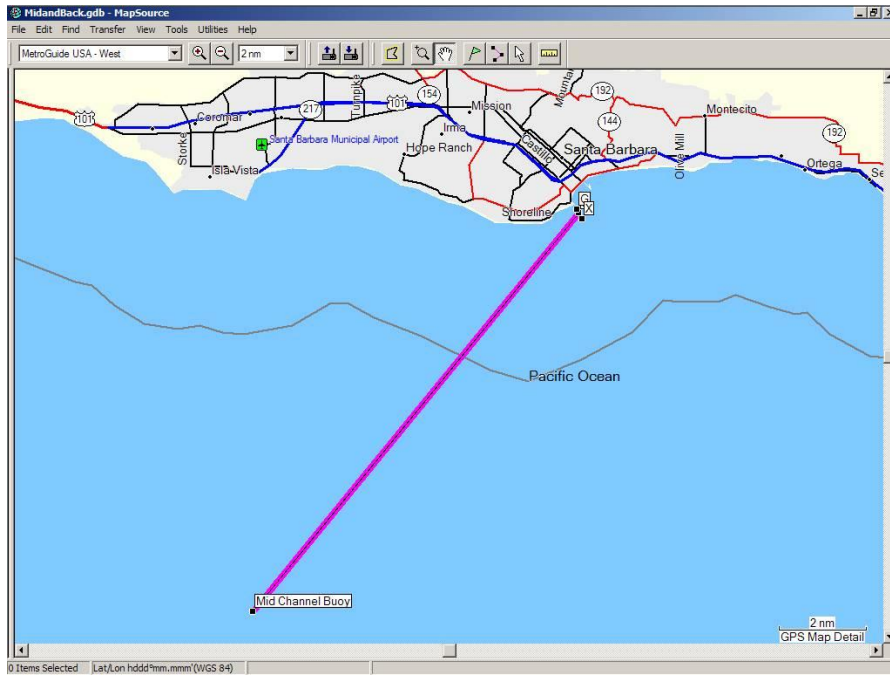 MidandBack.gdb - MapSource
File Edit Find Transfer View Tools Utilities Help
MetroGuide USA - West
2 nm
192
Mountain
154
101
Turnpike
217
Coromar
101
Mission
Irma
144
Montecito
192
Castillo
Santa Barbara Municipal Airport
Storke
Hope Ranch
Santa Barbara
Olive Mill
Ortega
Isla-Vista
Se
Shoreline
G
X
Pacific Ocean
Mid Channel Buoy
2 nm
GPS Map Detail
0 Items Selected
Lat/Lon hddd°mm.mmm'(WGS 84)